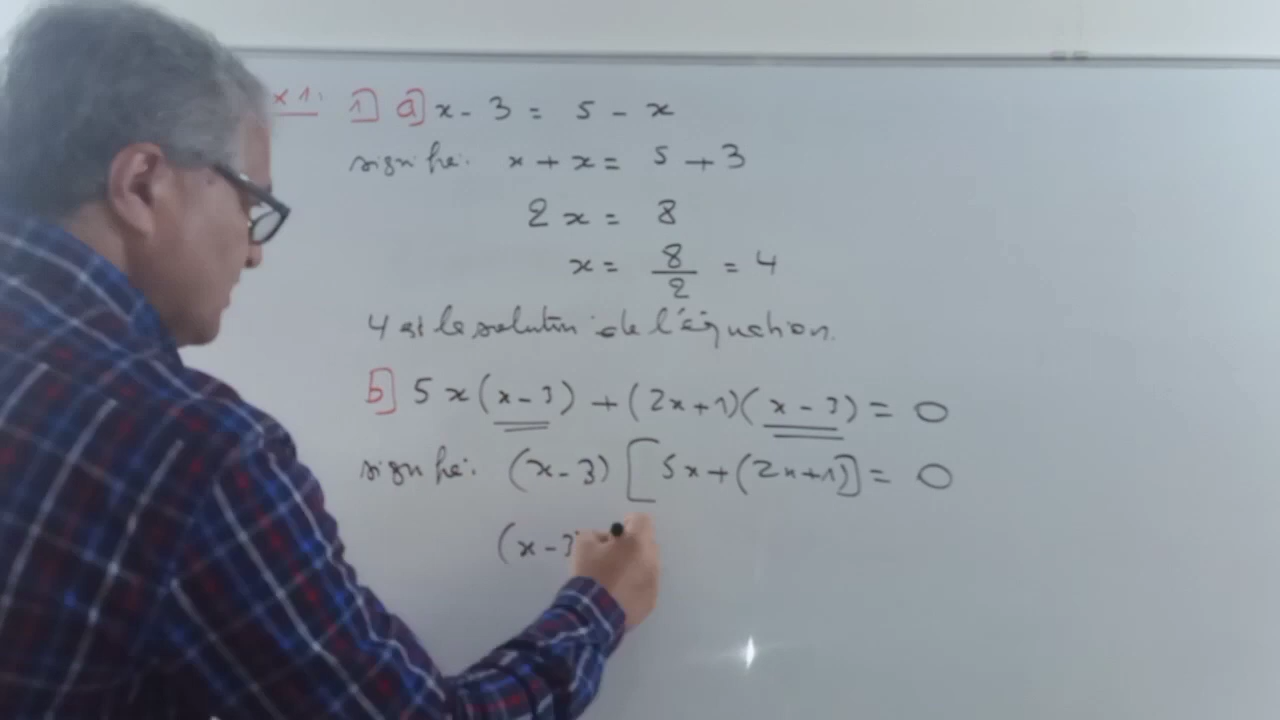 x 1: 1] a] x - 3 = 5 - x
signifie: x + x = 5 + 3
2x = 8
x = 8/2 = 4
4 est la solution de l'équation.
b] 5x(x - 3) + (2x+1)(x - 3) = 0
signifie: (x - 3) [5x + (2x+1)] = 0
(x - 3)